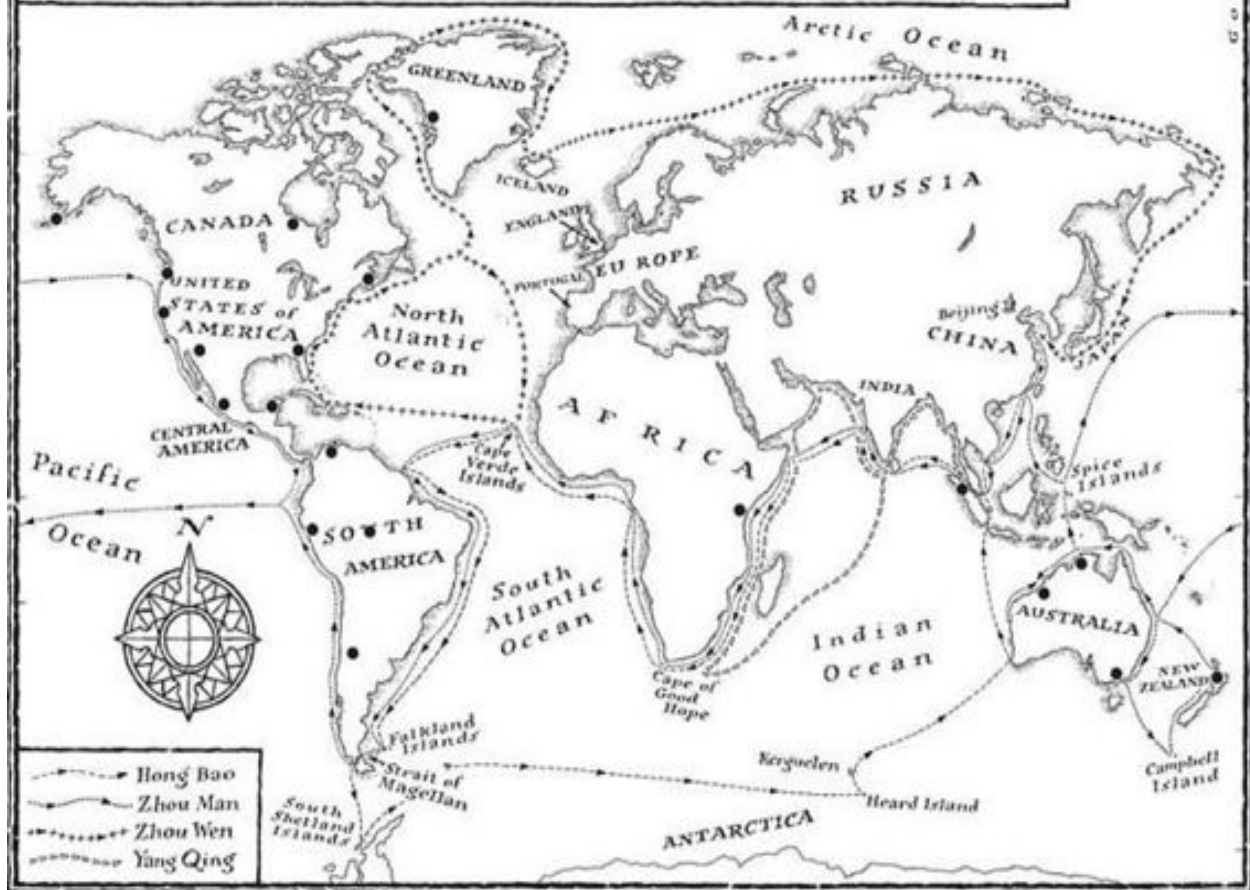 Arctic Ocean
GREENLAND
ICELAND
RUSSIA
ENGLAND
CANADA
EUROPE
PORTUGAL
UNITED
STATES of
AMERICA
North
Atlantic
Ocean
Beijing
CHINA
JAPAN
INDIA
AFRICA
CENTRAL
AMERICA
Cape
Verde
Islands
Spice
Islands
Pacific
Ocean
N
SOUTH
AMERICA
South
Atlantic
Ocean
Indian
Ocean
AUSTRALIA
NEW
ZEALAND
Cape of
Good
Hope
Falkland
Islands
Strait of
Magellan
Kerguelen
Heard Island
Campbell
Island
South
Shetland
Islands
ANTARCTICA
Hong Bao
Zhou Man
Zhou Wen
Yang Qing